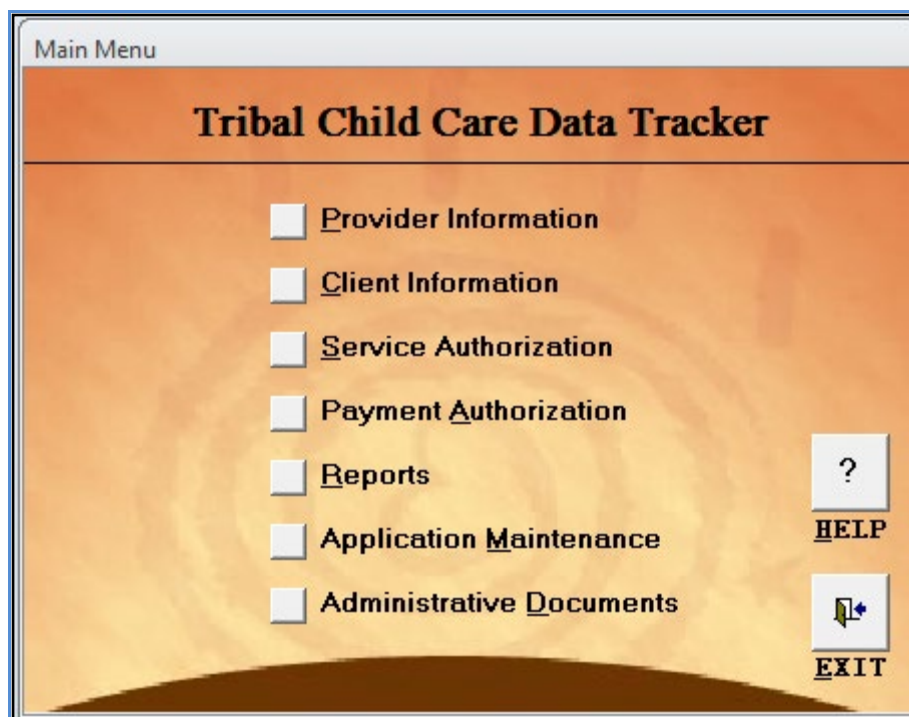 Main Menu
Tribal Child Care Data Tracker
Provider Information
Client Information
Service Authorization
Payment Authorization
Reports
Application Maintenance
Administrative Documents
?
HELP
EXIT